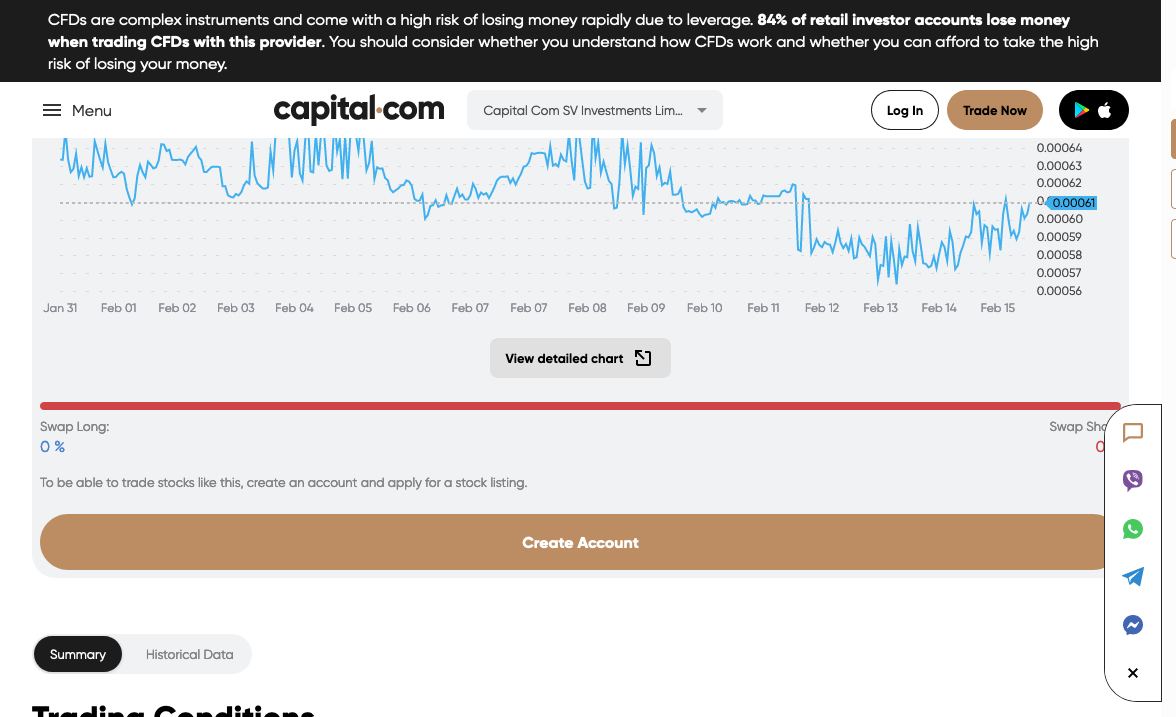 CFDs are complex instruments and come with a high risk of losing money rapidly due to leverage. 84% of retail investor accounts lose money
when trading CFDs with this provider. You should consider whether you understand how CFDs work and whether you can afford to take the high
risk of losing your money.
Menu
capital.com
Capital Com SV Investments Lim...
Log In
Trade Now
0.00064
0.00063
0.00062
0.00061
0.00060
0.00059
0.00058
0.00057
0.00056
Jan 31 Feb 01 Feb 02 Feb 03 Feb 04 Feb 05 Feb 06 Feb 07 Feb 07 Feb 08 Feb 09 Feb 10 Feb 11 Feb 12 Feb 13 Feb 14 Feb 15
View detailed chart
Swap Long:
Swap Sho
0 %
0
To be able to trade stocks like this, create an account and apply for a stock listing.
Create Account
Summary
Historical Data
Trading Conditions